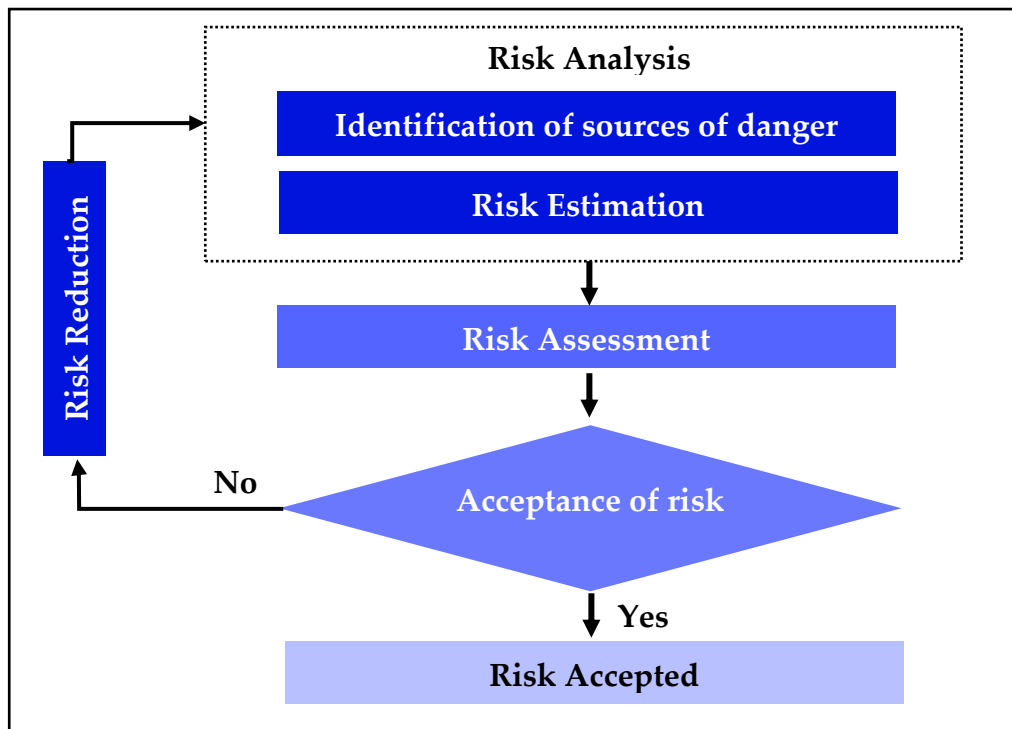 Risk Analysis
Identification of sources of danger
Risk Estimation
Risk Reduction
Risk Assessment
No
Acceptance of risk
Yes
Risk Accepted